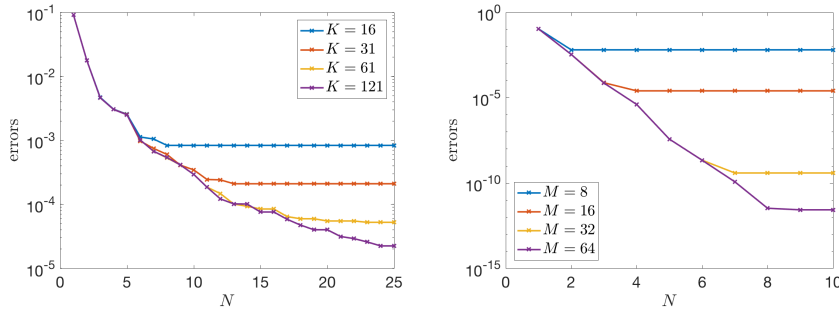 10^-1
10^-2
10^-3
10^-4
10^-5
errors
0
5
10
15
20
25
N
K = 16
K = 31
K = 61
K = 121
10^0
10^-5
10^-10
10^-15
errors
0
2
4
6
8
10
N
M = 8
M = 16
M = 32
M = 64